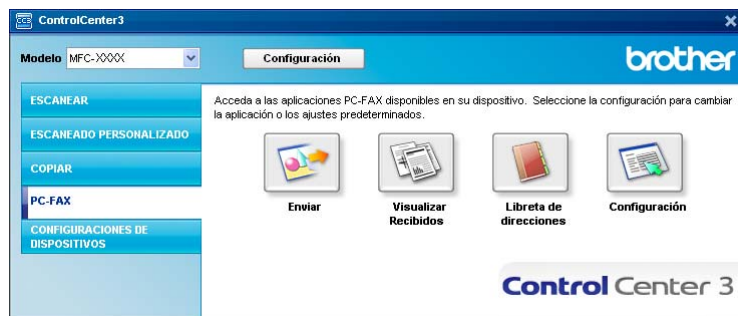 CC3 ControlCenter3
Modelo MFC-XXXX Configuración brother
ESCANEAR
ESCANEADO PERSONALIZADO
COPIAR
PC-FAX
CONFIGURACIONES DE
DISPOSITIVOS
Acceda a las aplicaciones PC-FAX disponibles en su dispositivo. Seleccione la configuración para cambiar
la aplicación o los ajustes predeterminados.
Enviar
Visualizar
Recibidos
Libreta de
direcciones
Configuración
Control Center 3